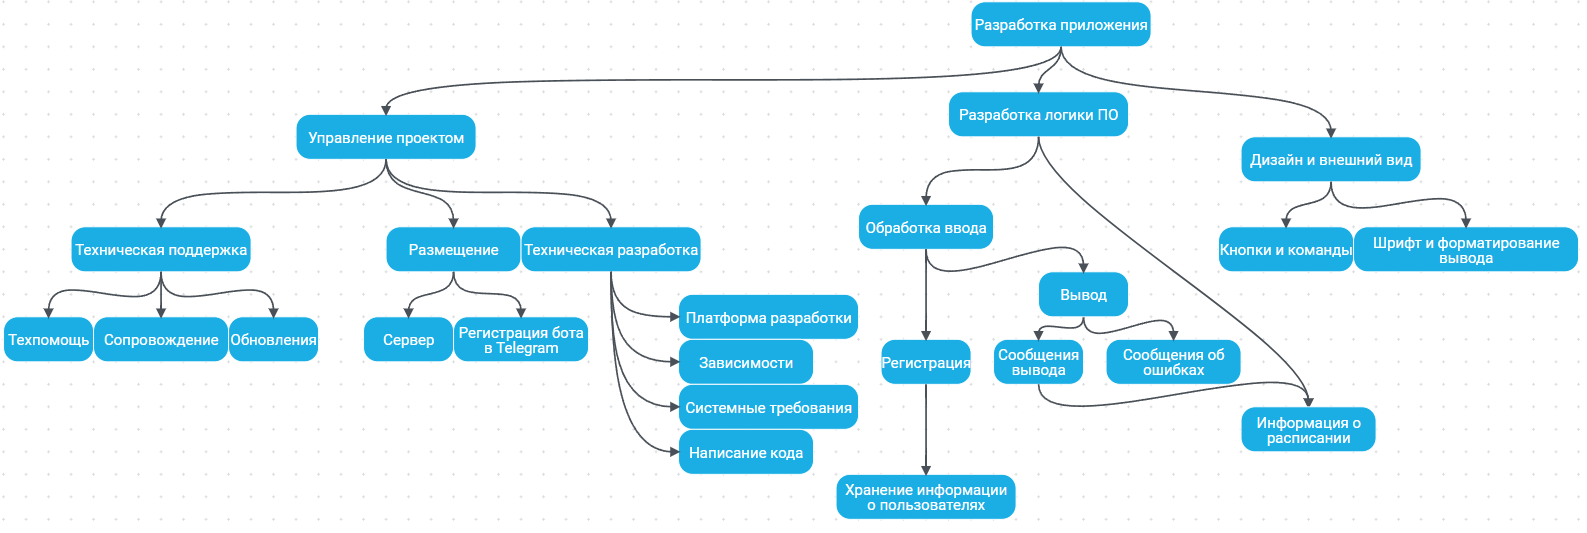 Разработка приложения
Разработка логики ПО
Управление проектом
Дизайн и внешний вид
Обработка ввода
Техническая поддержка
Размещение
Техническая разработка
Кнопки и команды
Шрифт и форматирование
вывода
Вывод
Платформа разработки
Техпомощь
Сопровождение
Обновления
Сервер
Регистрация бота
в Telegram
Зависимости
Регистрация
Сообщения
вывода
Сообщения об
ошибках
Системные требования
Информация о
расписании
Написание кода
Хранение информации
о пользователях